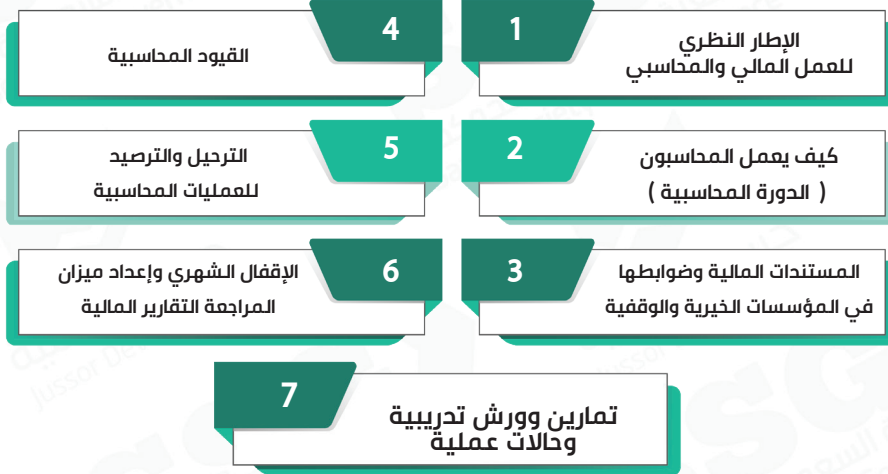 1
الإطار النظري
للعمل المالي والمحاسبي
2
كيف يعمل المحاسبون
( الدورة المحاسبية )
3
المستندات المالية وضوابطها
في المؤسسات الخيرية والوقفية
4
القيود المحاسبية
5
الترحيل والترصيد
للعمليات المحاسبية
6
الإقفال الشهري وإعداد ميزان
المراجعة التقارير المالية
7
تمارين وورش تدريبية
وحالات عملية